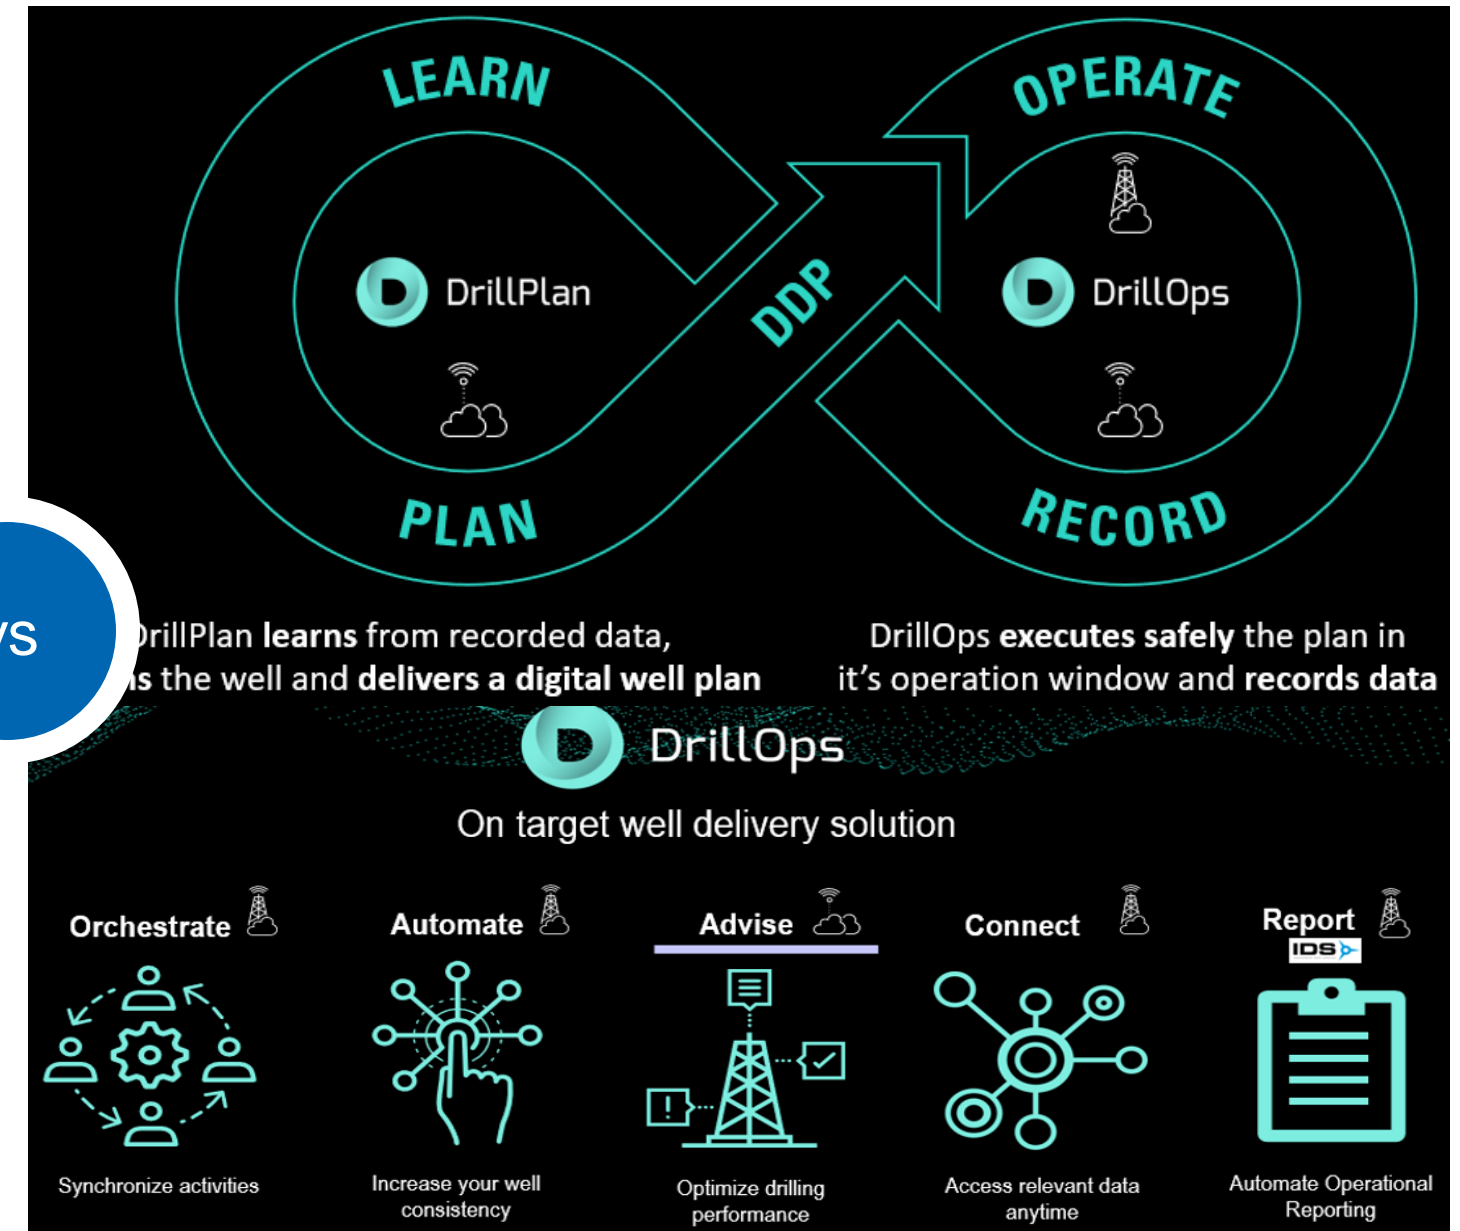 LEARN
OPERATE
DrillPlan
DDP
DrillOps
PLAN
RECORD
DrillPlan learns from recorded data,
the well and delivers a digital well plan
DrillOps executes safely the plan in
it's operation window and records data
DrillOps
On target well delivery solution
Orchestrate
Automate
Advise
Connect
Report
IDS
Synchronize activities
Increase your well
consistency
Optimize drilling
performance
Access relevant data
anytime
Automate Operational
Reporting